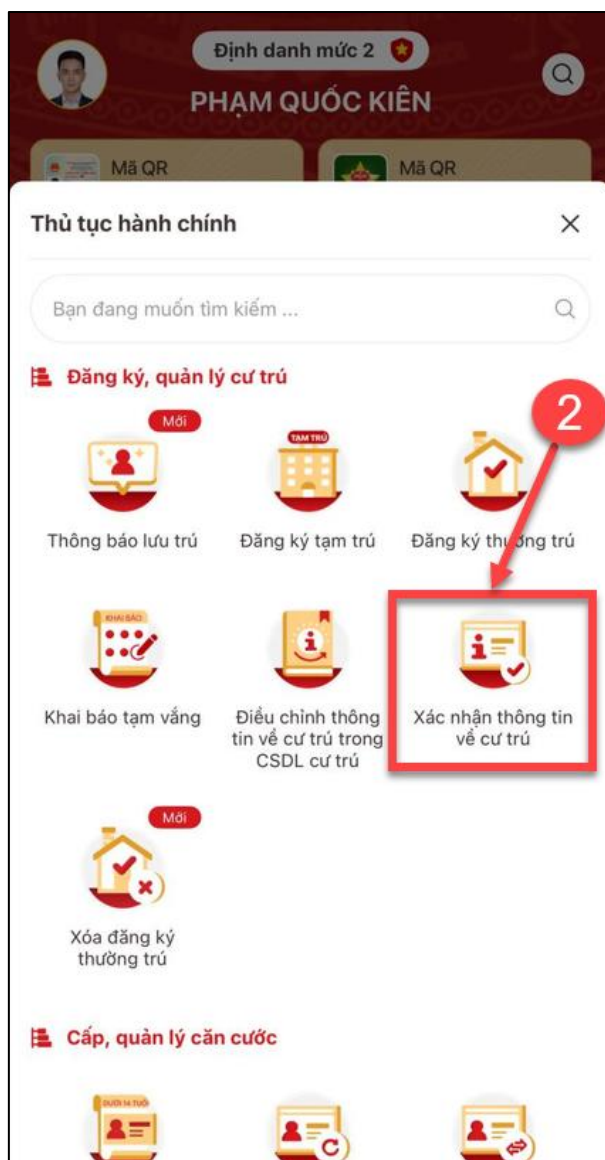 Định danh mức 2
PHẠM QUỐC KIÊN
Mã QR
Mã QR
Thủ tục hành chính
Bạn đang muốn tìm kiếm ...
Đăng ký, quản lý cư trú
2
Mới
TẠM TRÚ
Thông báo lưu trú
Đăng ký tạm trú
Đăng ký thường trú
KHAI BÁO
Khai báo tạm vắng
Điều chỉnh thông
tin về cư trú trong
CSDL cư trú
Xác nhận thông tin
về cư trú
Mới
Xóa đăng ký
thường trú
Cấp, quản lý căn cước
DƯỚI 14 TUỔI